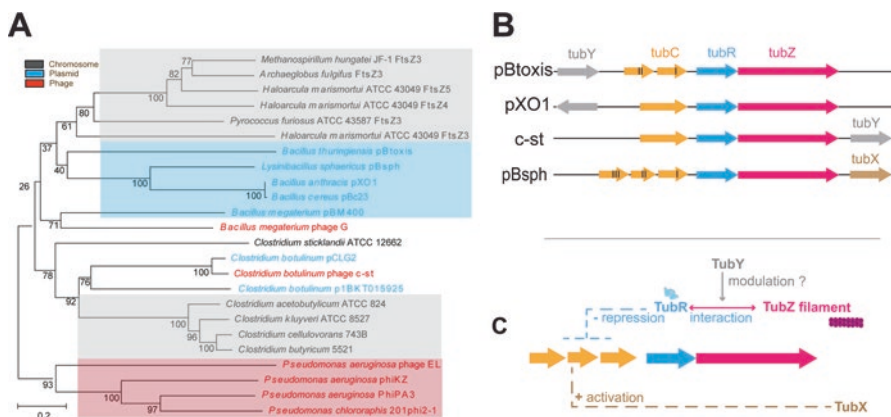 A
Chromosome
Plasmid
Phage
Methanospirillum hungatei JF-1 FtsZ3
Archaeglobus fulgifus FtsZ3
Haloarcula marismortui ATCC 43049 FtsZ5
Haloarcula marismortui ATCC 43049 FtsZ4
Pyrococcus furiosus ATCC 43587 FtsZ3
Haloarcula marismortui ATCC 43049 FtsZ3
Bacillus thuringiensis pBtoxis
Lysinibacillus sphaericus pBsph
Bacillus anthracis pXO1
Bacillus cereus pBc23
Bacillus megaterium pBM400
Bacillus megaterium phage G
Clostridium sticklandii ATCC 12662
Clostridium botulinum pCLG2
Clostridium botulinum phage c-st
Clostridium botulinum p1BKT015925
Clostridium acetobutylicum ATCC 824
Clostridium kluyveri ATCC 8527
Clostridium cellulovorans 743B
Clostridium butyricum 5521
Pseudomonas aeruginosa phage EL
Pseudomonas aeruginosa phiKZ
Pseudomonas aeruginosa PhiPA3
Pseudomonas chlororaphis 201phi2-1
77
82
100
80
61
37
40
100
100
26
71
78
100
76
92
100
96
100
93
100
97
0.2
B
tubY tubC tubR tubZ
pBtoxis
pXO1
tubY
c-st
tubX
pBsph
C
TubY
modulation ?
TubR TubZ filament
- repression interaction
+ activation
TubX